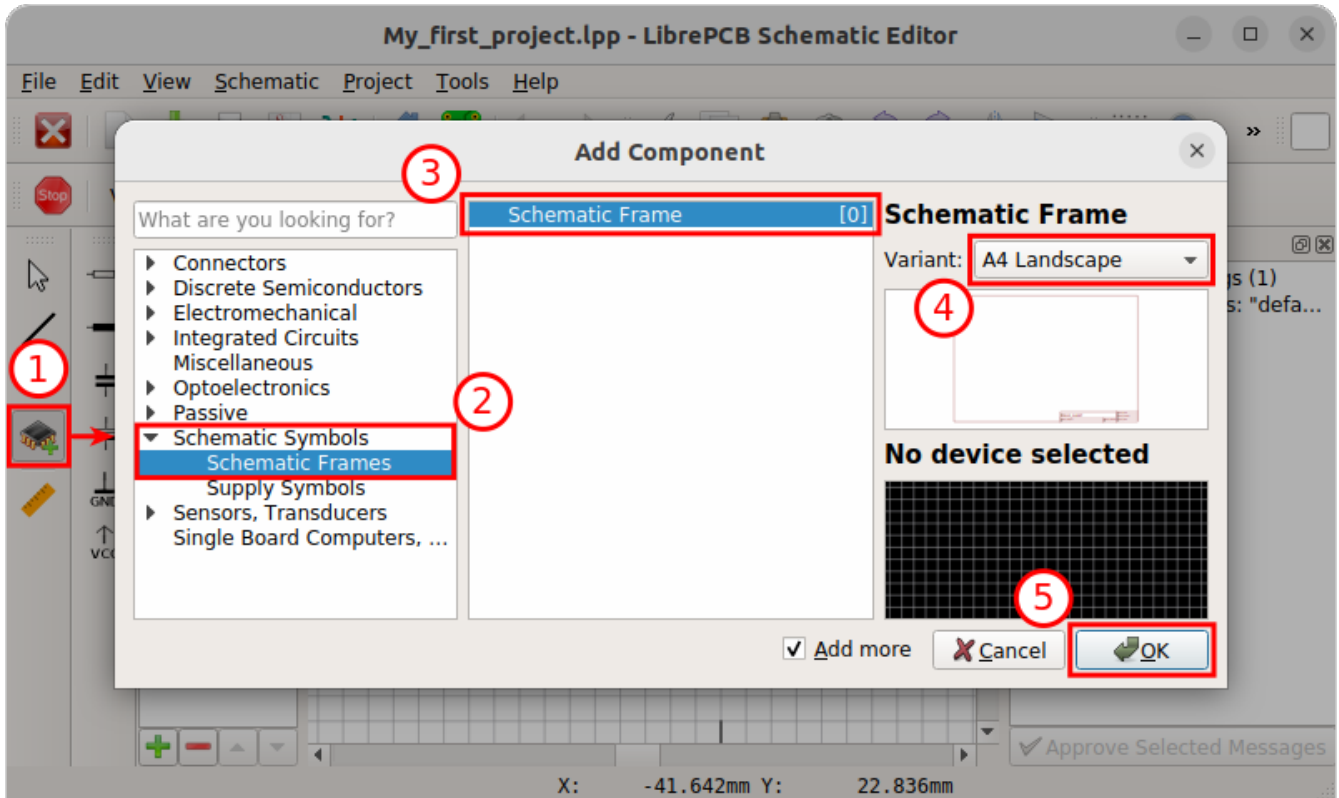 My_first_project.lpp - LibrePCB Schematic Editor
File Edit View Schematic Project Tools Help
»
Add Component
3
Stop
What are you looking for?
Schematic Frame [0]
Schematic Frame
Variant: A4 Landscape
Connectors
Discrete Semiconductors
Electromechanical
Integrated Circuits
Miscellaneous
Optoelectronics
Passive
Schematic Symbols
Schematic Frames
Supply Symbols
Sensors, Transducers
Single Board Computers, ...
(1)
: "defa...
4
1
2
No device selected
GND
VCC
5
Add more
Cancel
OK
Approve Selected Messages
X: -41.642mm Y: 22.836mm